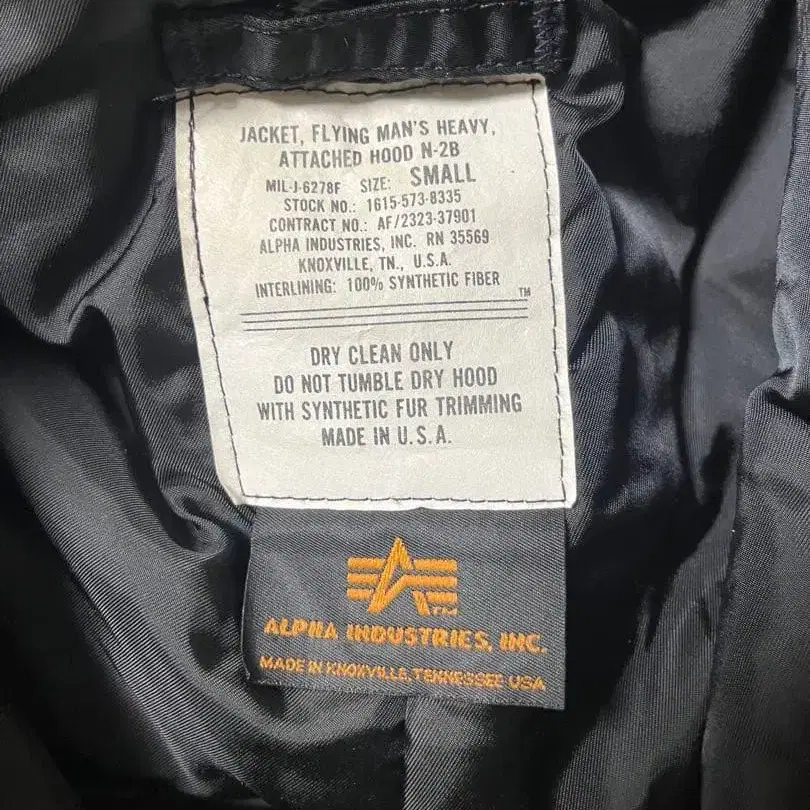 JACKET, FLYING MAN'S HEAVY,
ATTACHED HOOD N-2B
MIL-J-6278F SIZE: SMALL
STOCK NO.: 1615-573-8335
CONTRACT NO.: AF/2323-37901
ALPHA INDUSTRIES, INC. RN 35569
KNOXVILLE, TN., U.S.A.
INTERLINING: 100% SYNTHETIC FIBER
TM
DRY CLEAN ONLY
DO NOT TUMBLE DRY HOOD
WITH SYNTHETIC FUR TRIMMING
MADE IN U.S.A.
TM
ALPHA INDUSTRIES, INC.
MADE IN KNOXVILLE, TENNESSEE USA